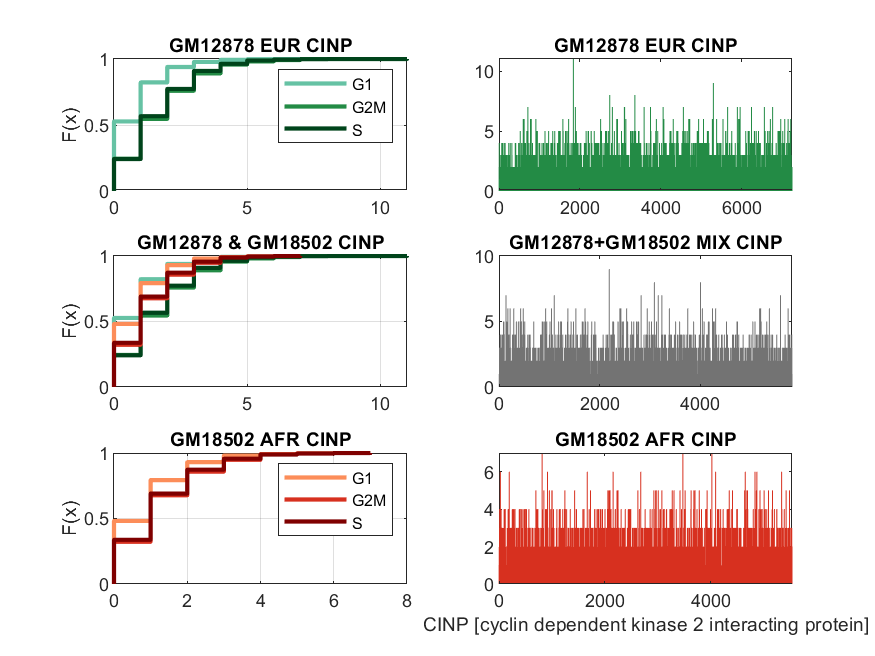 GM12878 EUR CINP
F(x)
1
0.5
0
0
5
10
G1
G2M
S
GM12878 EUR CINP
10
5
0
0
2000
4000
6000
GM12878 & GM18502 CINP
F(x)
1
0.5
0
0
5
10
GM12878+GM18502 MIX CINP
10
5
0
0
2000
4000
GM18502 AFR CINP
F(x)
1
0.5
0
0
2
4
6
8
G1
G2M
S
GM18502 AFR CINP
6
4
2
0
0
2000
4000
CINP [cyclin dependent kinase 2 interacting protein]